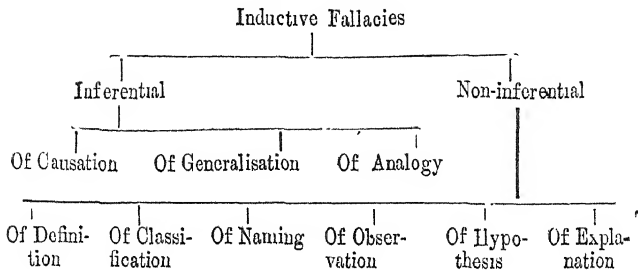 Inductive Fallacies
Inferential Non-inferential
Of Causation Of Generalisation Of Analogy
Of Defini- Of Classi- Of Naming Of Obser- Of Hypo- Of Expla-
tion fication vation thesis nation